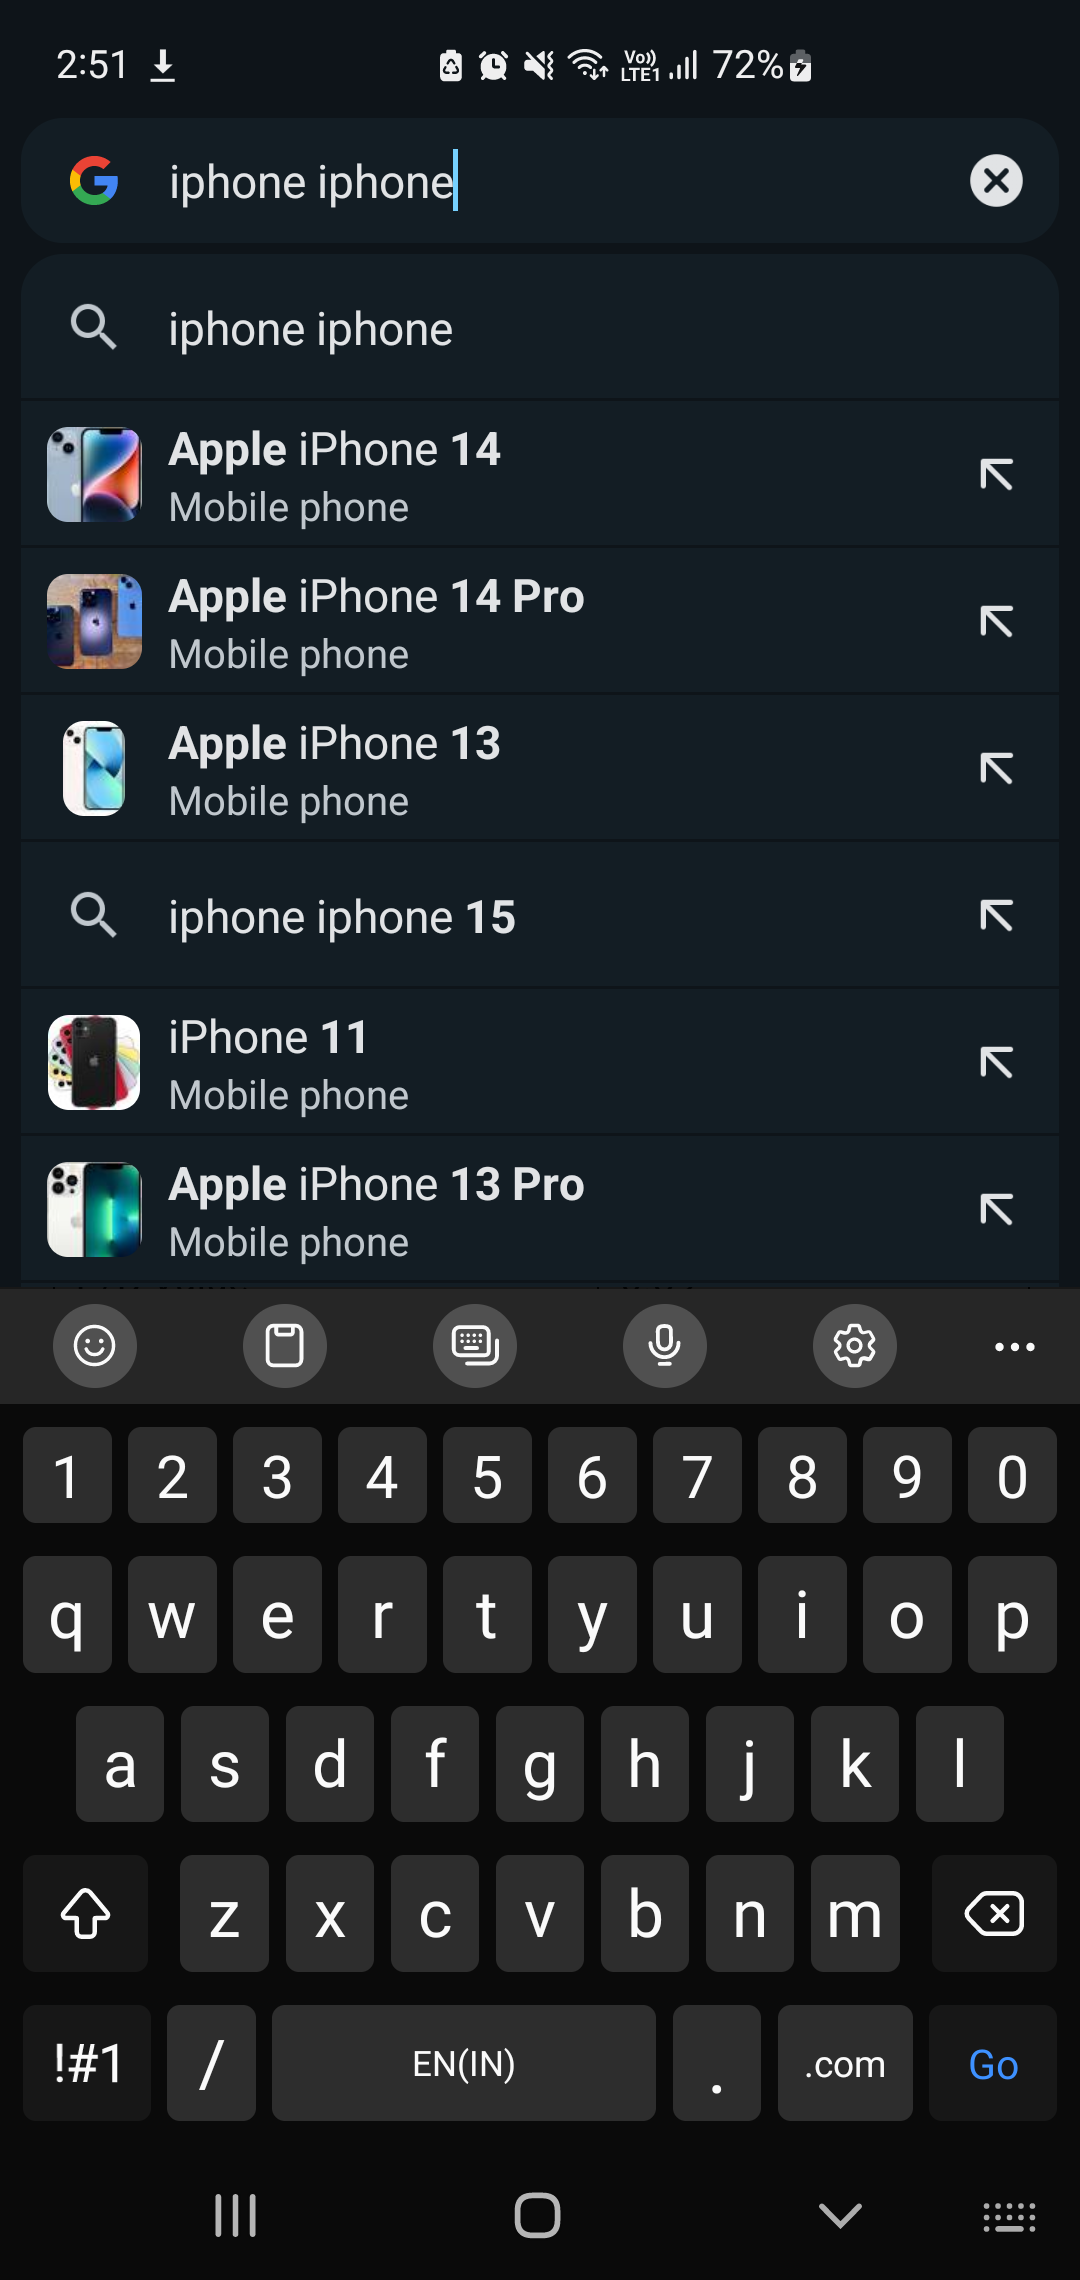 2:51
Vo)) LTE1 72%
iphone iphone
iphone iphone
Apple iPhone 14
Mobile phone
Apple iPhone 14 Pro
Mobile phone
Apple iPhone 13
Mobile phone
iphone iphone 15
iPhone 11
Mobile phone
Apple iPhone 13 Pro
Mobile phone
1 2 3 4 5 6 7 8 9 0
q w e r t y u i o p
a s d f g h j k l
z x c v b n m
!#1 / EN(IN) . .com Go